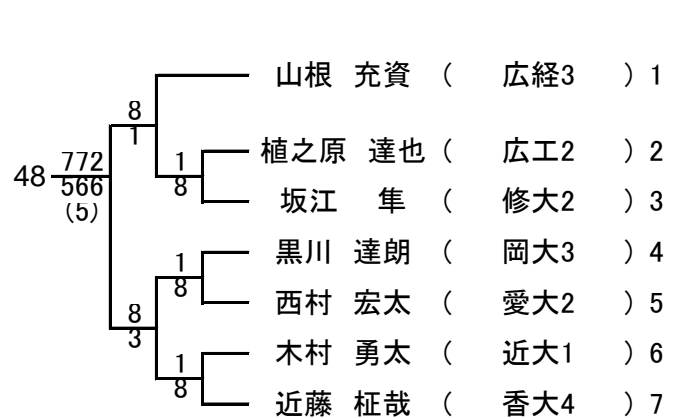 山根 充資 ( 広経3 ) 1
8
1
植之原 達也 ( 広工2 ) 2
1
8
坂江 隼 ( 修大2 ) 3
48
772
566
(5)
黒川 達朗 ( 岡大3 ) 4
1
8
西村 宏太 ( 愛大2 ) 5
8
3
木村 勇太 ( 近大1 ) 6
1
8
近藤 柾哉 ( 香大4 ) 7